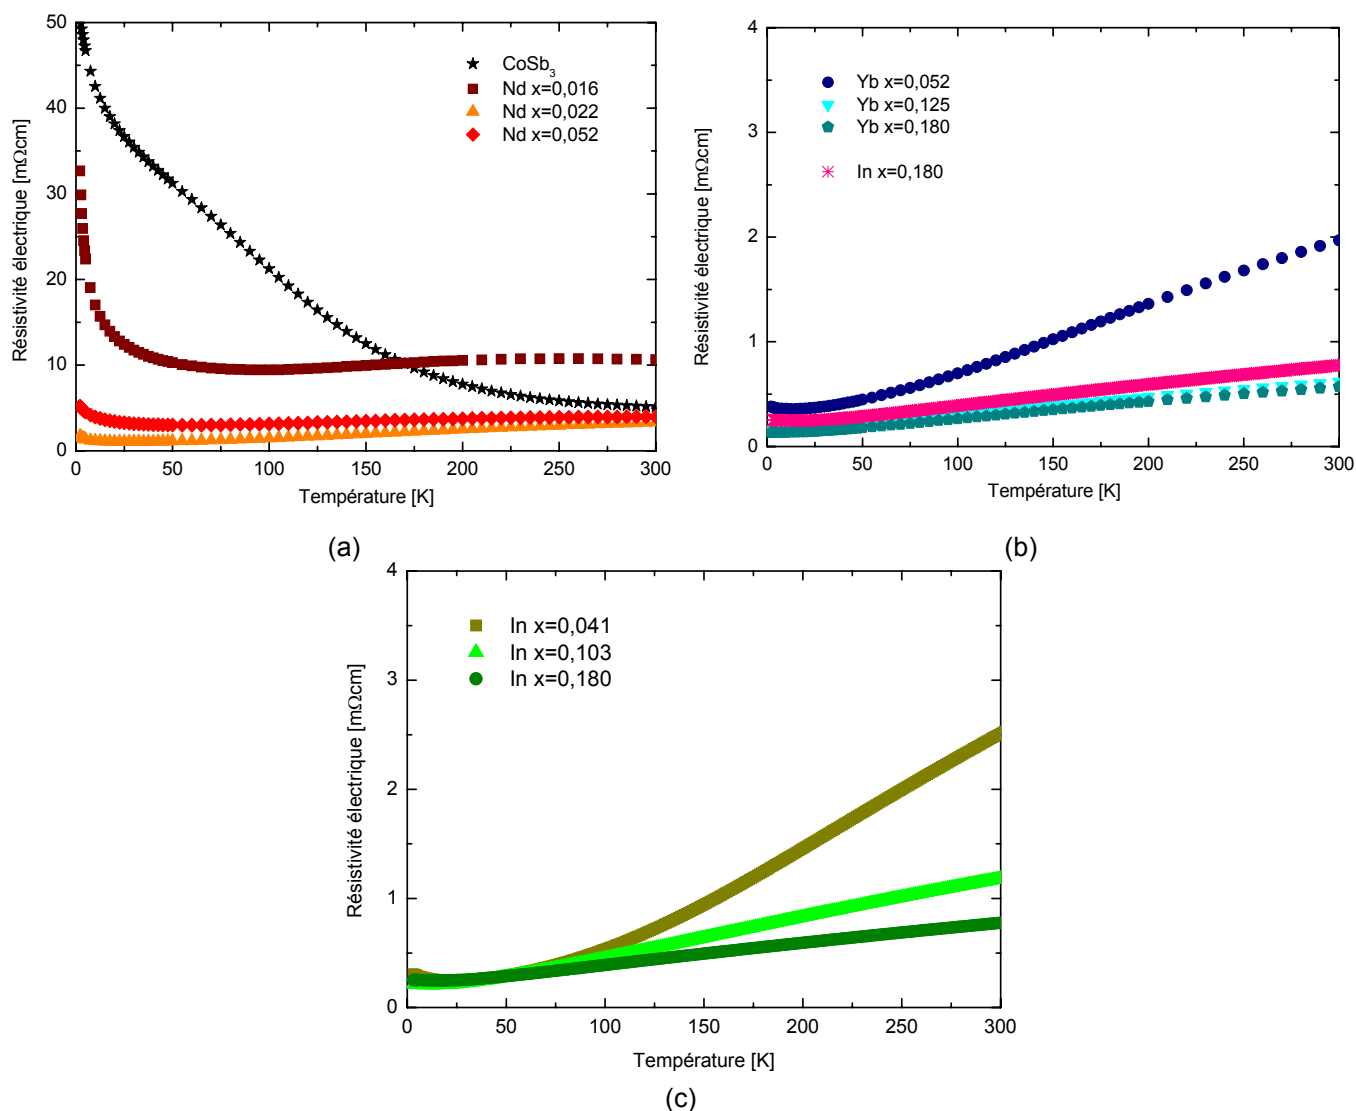 50
40
30
20
10
0
0 50 100 150 200 250 300
Résistivité électrique [mΩcm]
Température [K]
CoSb3
Nd x=0,016
Nd x=0,022
Nd x=0,052
(a)
4
3
2
1
0
0 50 100 150 200 250 300
Résistivité électrique [mΩcm]
Température [K]
Yb x=0,052
Yb x=0,125
Yb x=0,180
In x=0,180
(b)
4
3
2
1
0
0 50 100 150 200 250 300
Résistivité électrique [mΩcm]
Température [K]
In x=0,041
In x=0,103
In x=0,180
(c)